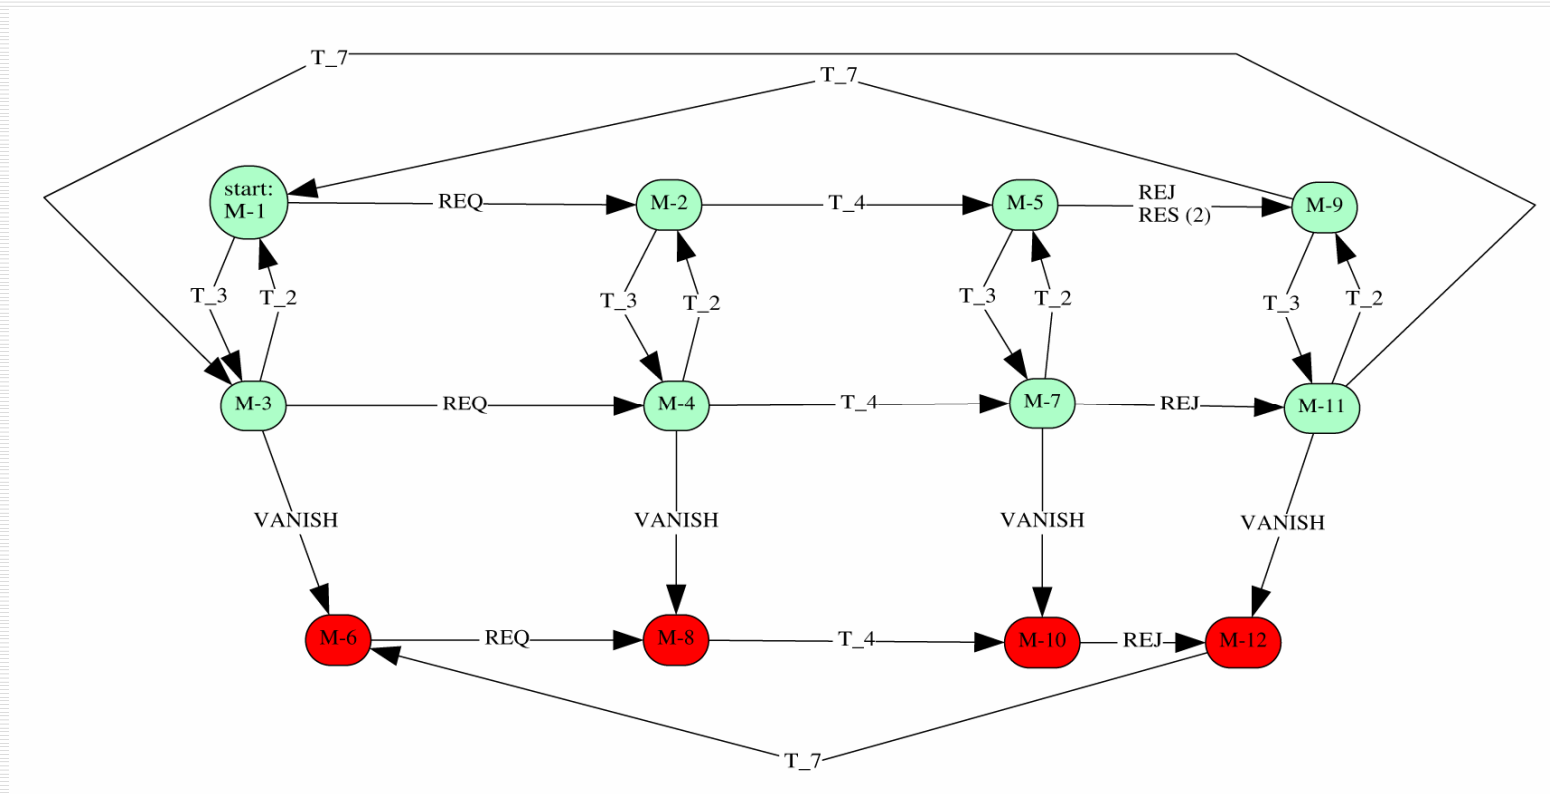 T_7
T_7
start:
M-1
REQ
M-2
T_4
M-5
REJ
RES (2)
M-9
T_3
T_2
T_3
T_2
T_3
T_2
T_3
T_2
M-3
REQ
M-4
T_4
M-7
REJ
M-11
VANISH
VANISH
VANISH
VANISH
M-6
REQ
M-8
T_4
M-10
REJ
M-12
T_7